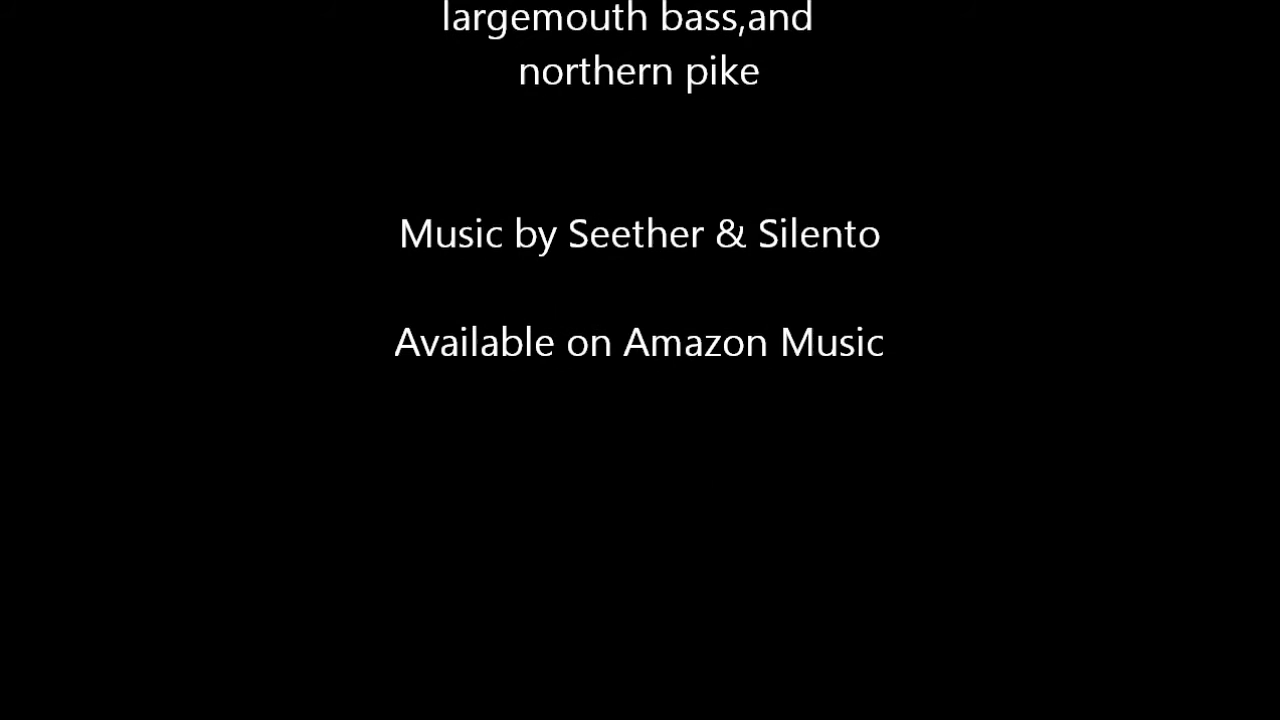 largemouth bass,and
northern pike
Music by Seether & Silento
Available on Amazon Music